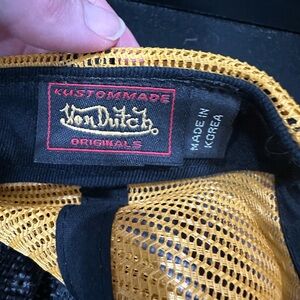 KUSTOMMADE
Von Dutch
ORIGINALS
MADE IN
KOREA